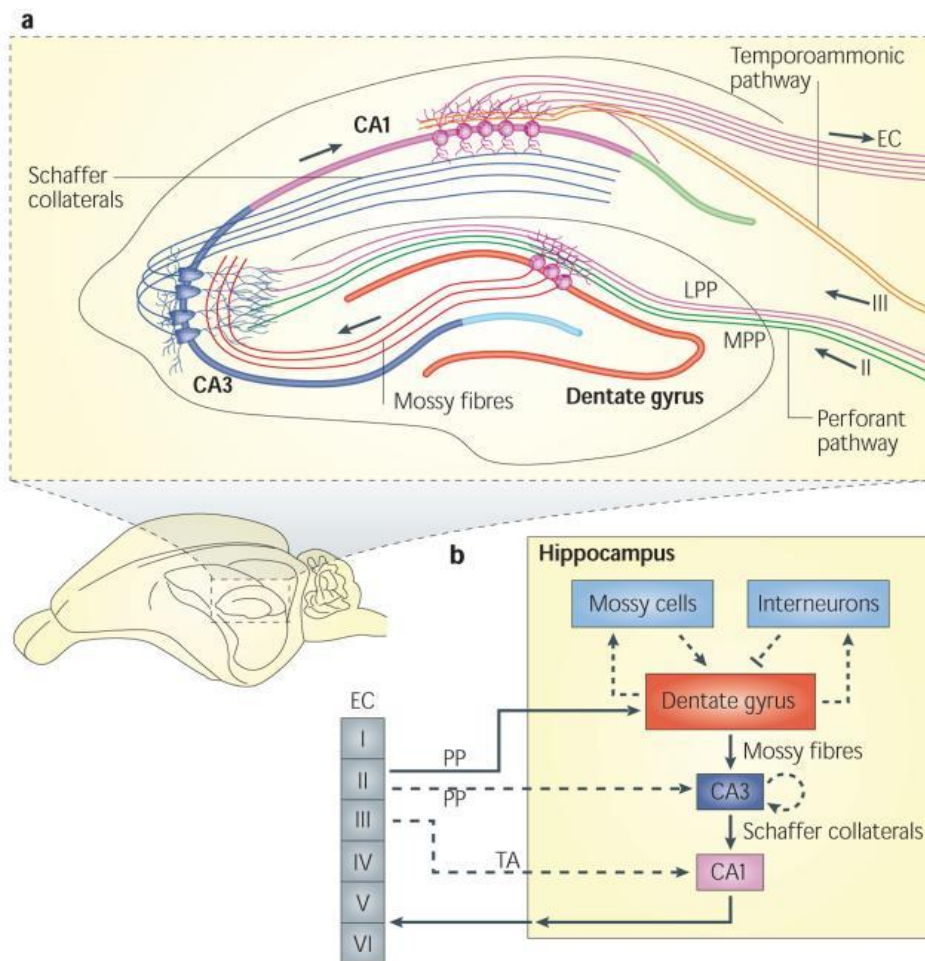 a
Temporoammonic
pathway
CA1
EC
Schaffer
collaterals
LPP
III
MPP
II
CA3
Mossy fibres
Dentate gyrus
Perforant
pathway
b
Hippocampus
Mossy cells
Interneurons
EC
Dentate gyrus
I
PP
Mossy fibres
II
PP
CA3
III
Schaffer collaterals
IV
TA
CA1
V
VI